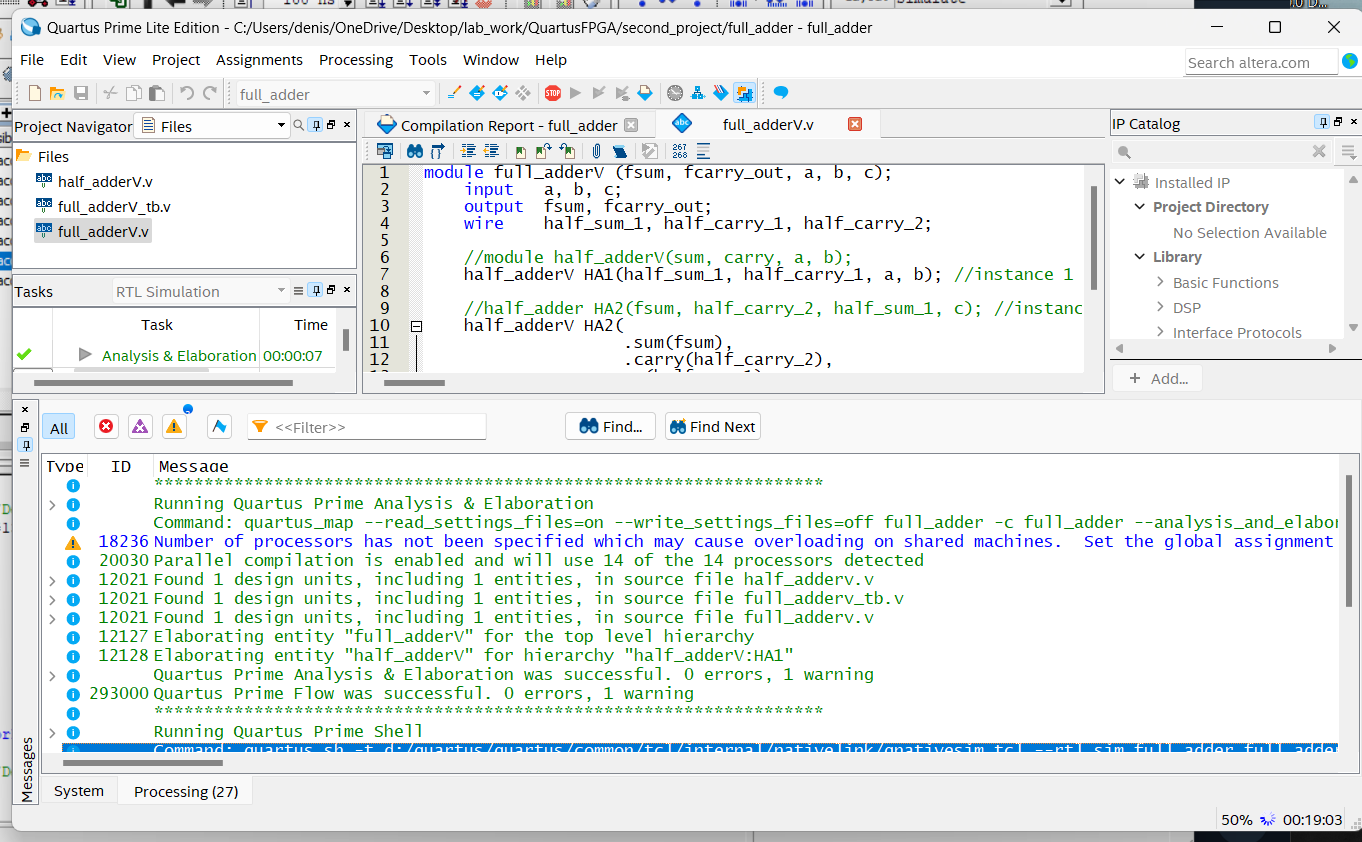 100 ns
Simulate
Quartus Prime Lite Edition - C:/Users/denis/OneDrive/Desktop/lab_work/QuartusFPGA/second_project/full_adder - full_adder
File Edit View Project Assignments Processing Tools Window Help
Search altera.com
full_adder
STOP
Project Navigator Files
Compilation Report - full_adder
abc full_adderV.v
IP Catalog
267
268
Files
abc half_adderV.v
abc full_adderV_tb.v
abc full_adderV.v
1 module full_adderV (fsum, fcarry_out, a, b, c);
2 input a, b, c;
3 output fsum, fcarry_out;
4 wire half_sum_1, half_carry_1, half_carry_2;
5
6 //module half_adderV(sum, carry, a, b);
7 half_adderV HA1(half_sum_1, half_carry_1, a, b); //instance 1
8
9 //half_adder HA2(fsum, half_carry_2, half_sum_1, c); //instanc
10 half_adderV HA2(
11 .sum(fsum),
12 .carry(half_carry_2),
Installed IP
Project Directory
No Selection Available
Library
Basic Functions
DSP
Interface Protocols
+ Add...
Tasks RTL Simulation
Task Time
Analysis & Elaboration 00:00:07
All
<<Filter>>
Find...
Find Next
Type ID Message
*******************************************************************
Running Quartus Prime Analysis & Elaboration
Command: quartus_map --read_settings_files=on --write_settings_files=off full_adder -c full_adder --analysis_and_elabor
18236 Number of processors has not been specified which may cause overloading on shared machines.  Set the global assignment
20030 Parallel compilation is enabled and will use 14 of the 14 processors detected
12021 Found 1 design units, including 1 entities, in source file half_adderv.v
12021 Found 1 design units, including 1 entities, in source file full_adderv_tb.v
12021 Found 1 design units, including 1 entities, in source file full_adderv.v
12127 Elaborating entity "full_adderV" for the top level hierarchy
12128 Elaborating entity "half_adderV" for hierarchy "half_adderV:HA1"
Quartus Prime Analysis & Elaboration was successful. 0 errors, 1 warning
293000 Quartus Prime Flow was successful. 0 errors, 1 warning
*******************************************************************
Running Quartus Prime Shell
Command: quartus_sh -t d:/quartus/quartus/common/tcl/internal/nativelink/qnativesim.tcl --rtl_sim full_adder full_adde
Messages
System Processing (27)
50% 00:19:03